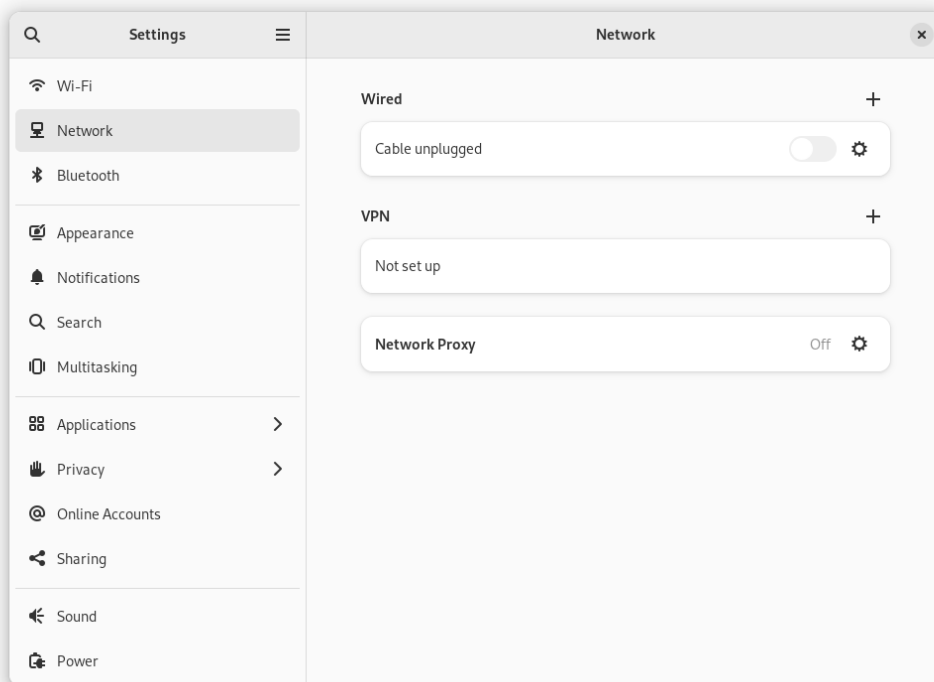 Settings
Network
Wi-Fi
Network
Bluetooth
Appearance
Notifications
Search
Multitasking
Applications
Privacy
Online Accounts
Sharing
Sound
Power
Wired
Cable unplugged
VPN
Not set up
Network Proxy Off